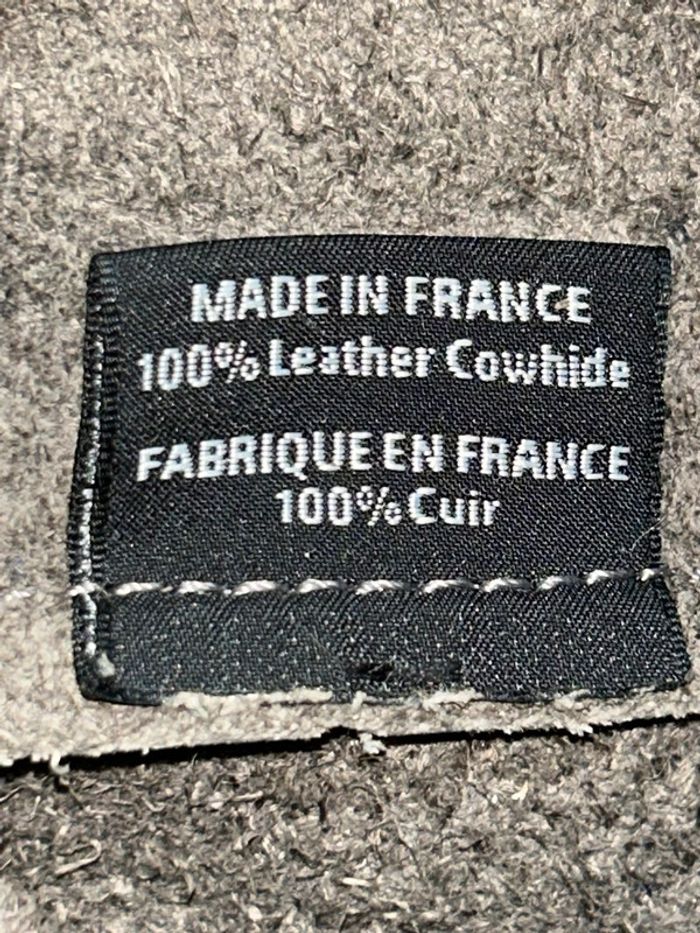 MADE IN FRANCE
100% Leather Cowhide
FABRIQUE EN FRANCE
100% Cuir